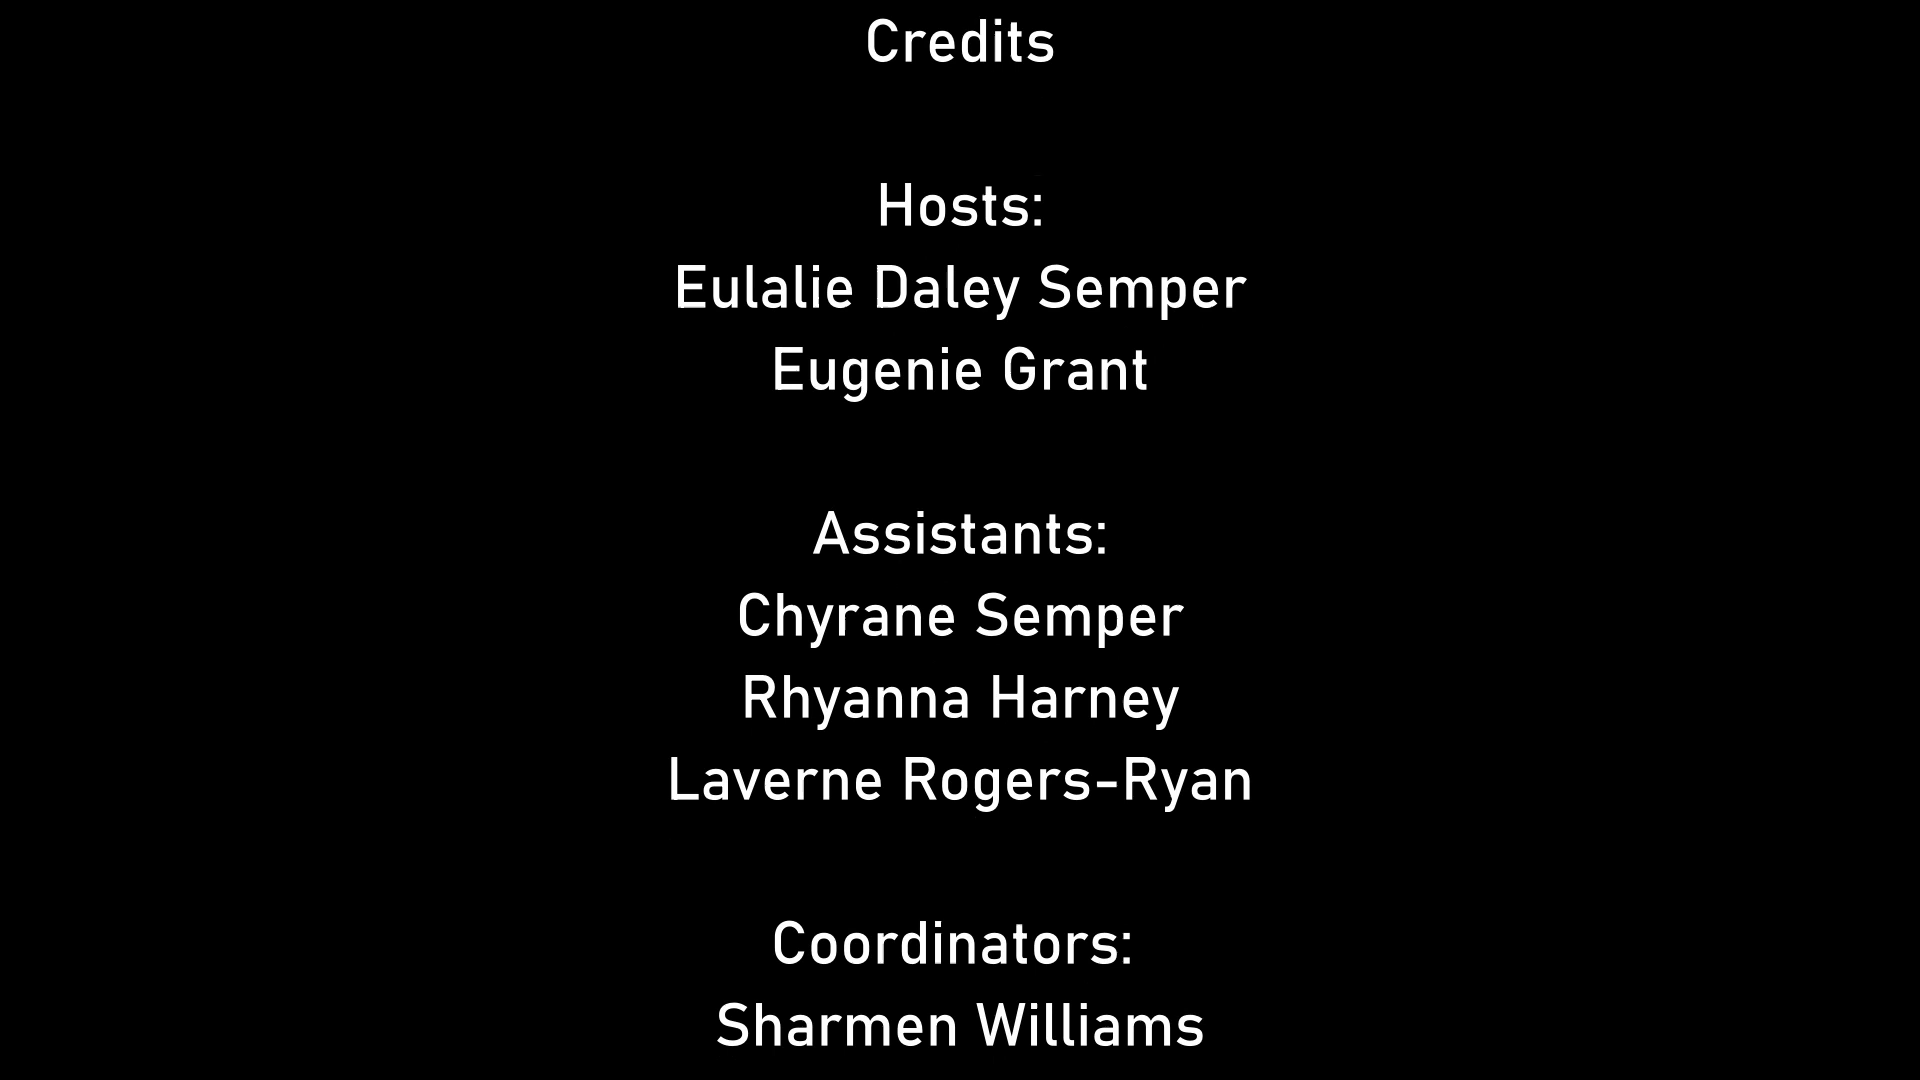 Credits
Hosts:
Eulalie Daley Semper
Eugenie Grant
Assistants:
Chyrane Semper
Rhyanna Harney
Laverne Rogers-Ryan
Coordinators:
Sharmen Williams